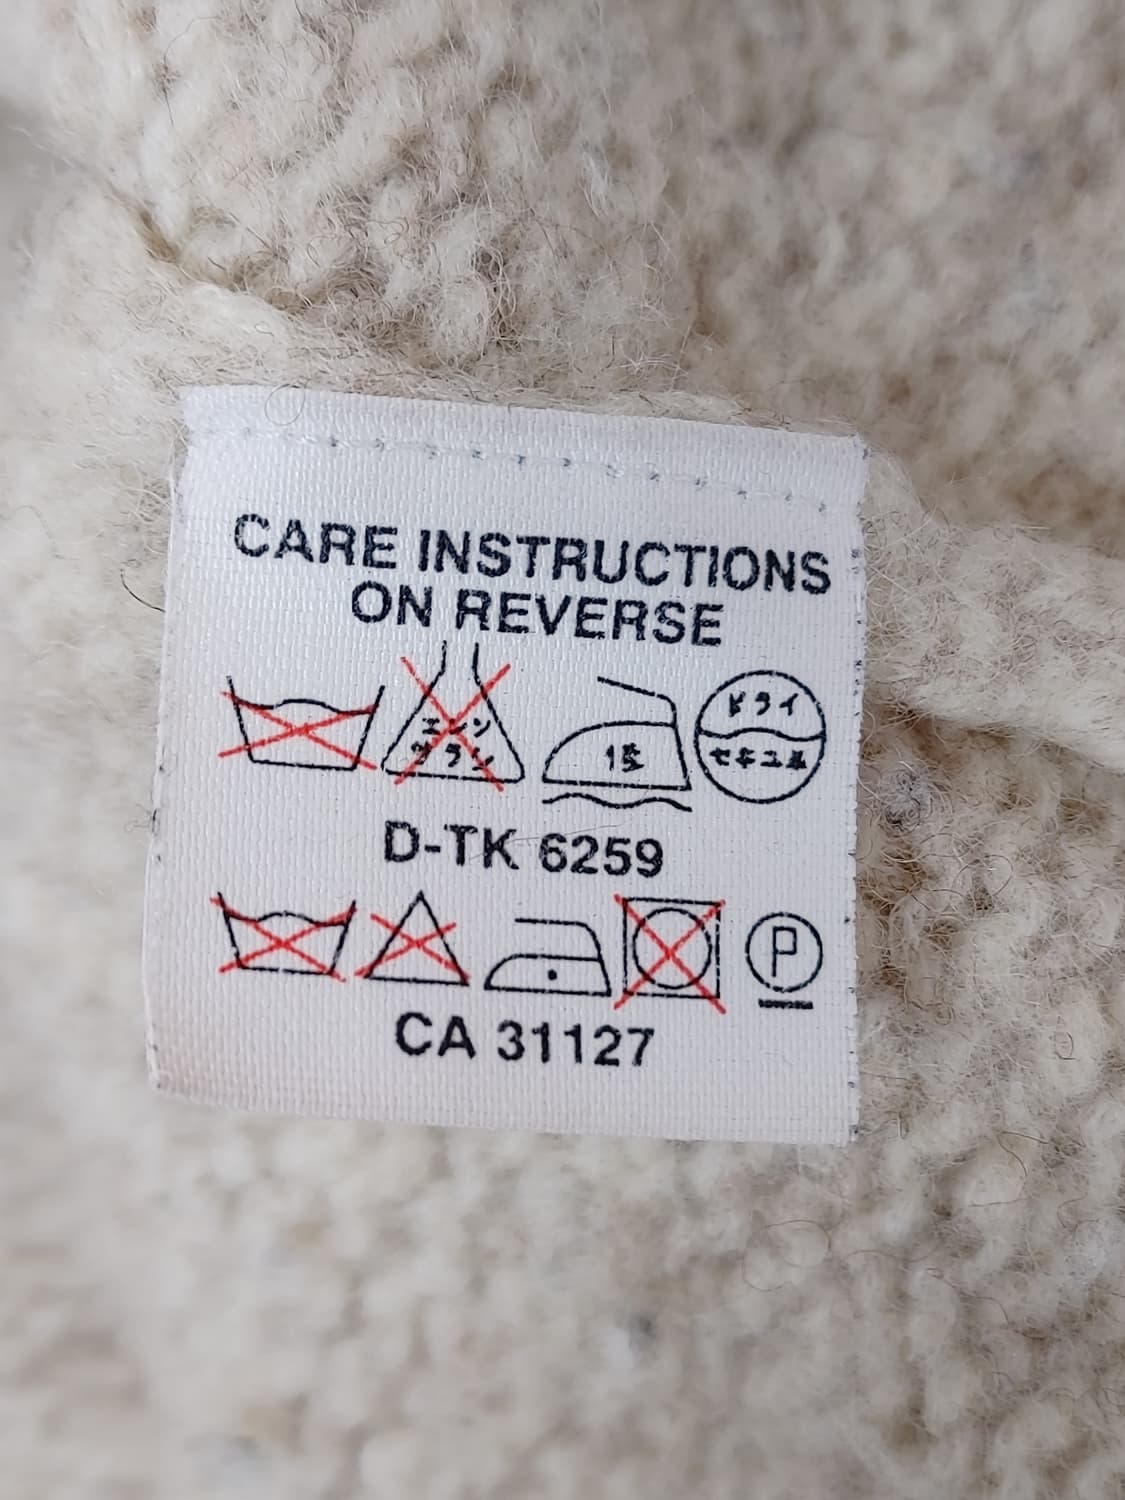 CARE INSTRUCTIONS
ON REVERSE
エンソ
サラシ
低
ドライ
セキユ系
D-TK 6259
P
CA 31127